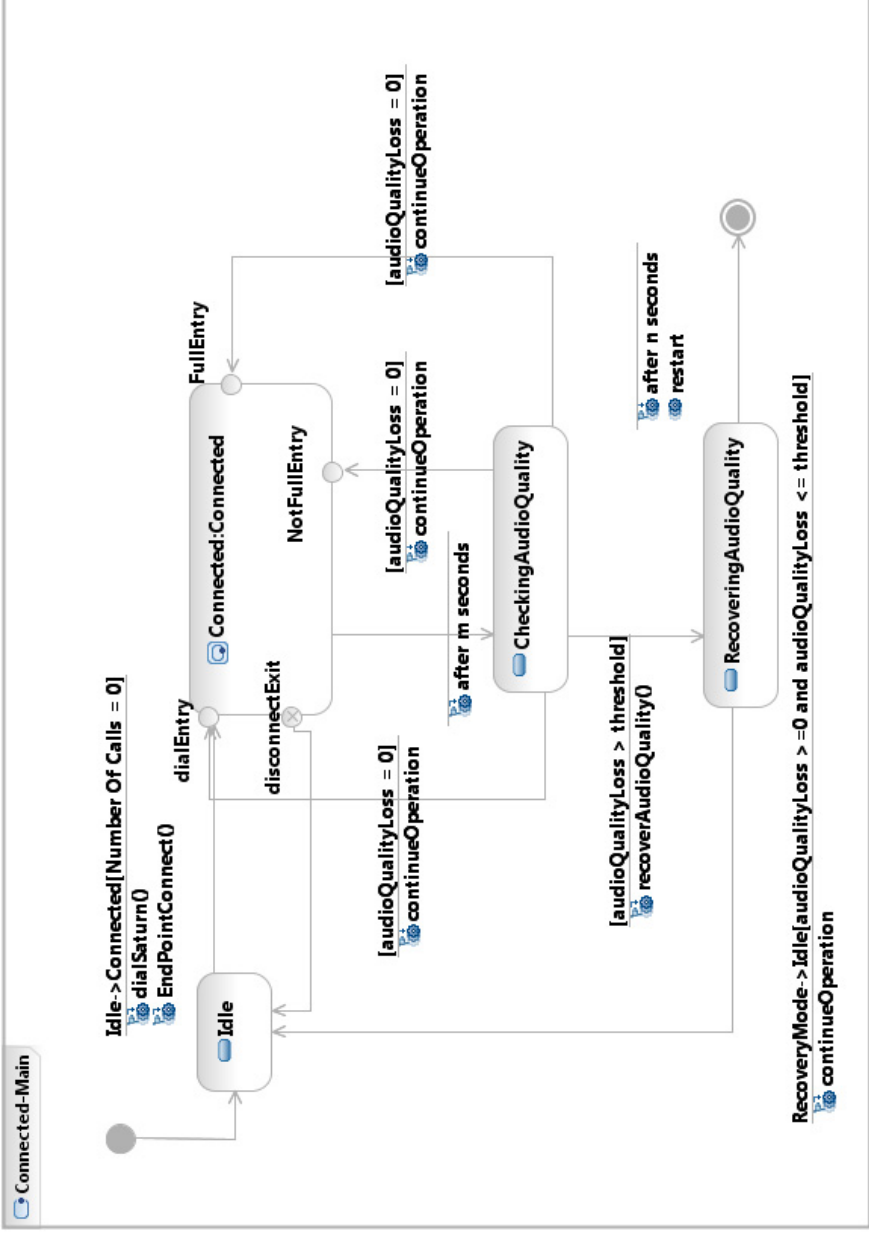 Connected-Main
Idle->Connected[Number Of Calls = 0]
dialSaturn()
EndPointConnect()
Idle
dialEntry
disconnectExit
Connected:Connected
FullEntry
NotFullEntry
[audioQualityLoss = 0]
continueOperation
after m seconds
[audioQualityLoss = 0]
continueOperation
[audioQualityLoss = 0]
continueOperation
CheckingAudioQuality
[audioQualityLoss > threshold]
recoverAudioQuality()
after n seconds
restart
RecoveringAudioQuality
RecoveryMode->Idle[audioQualityLoss >=0 and audioQualityLoss <= threshold]
continueOperation